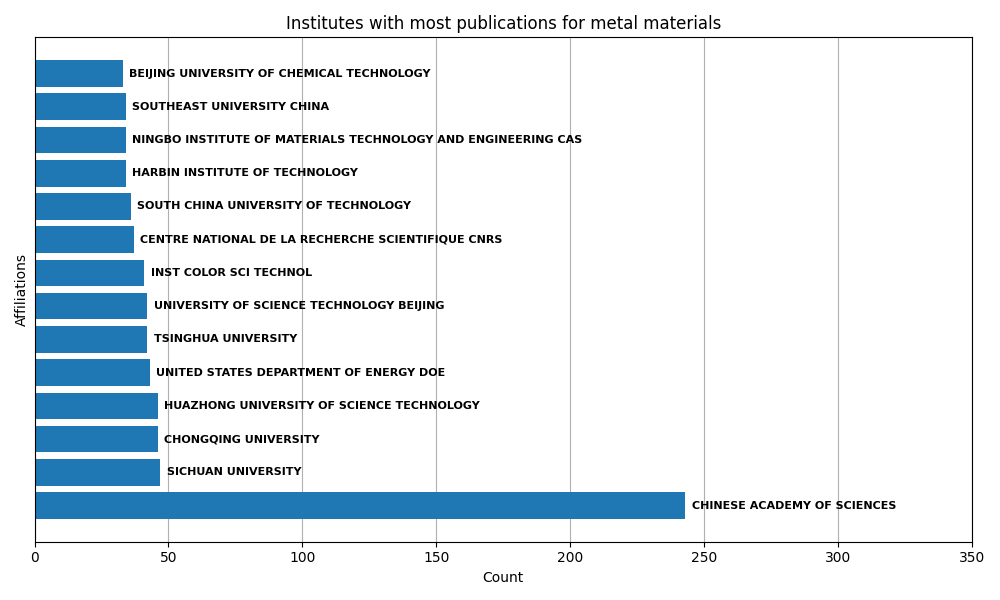 Institutes with most publications for metal materials
BEIJING UNIVERSITY OF CHEMICAL TECHNOLOGY
SOUTHEAST UNIVERSITY CHINA
NINGBO INSTITUTE OF MATERIALS TECHNOLOGY AND ENGINEERING CAS
HARBIN INSTITUTE OF TECHNOLOGY
SOUTH CHINA UNIVERSITY OF TECHNOLOGY
CENTRE NATIONAL DE LA RECHERCHE SCIENTIFIQUE CNRS
INST COLOR SCI TECHNOL
UNIVERSITY OF SCIENCE TECHNOLOGY BEIJING
TSINGHUA UNIVERSITY
UNITED STATES DEPARTMENT OF ENERGY DOE
HUAZHONG UNIVERSITY OF SCIENCE TECHNOLOGY
CHONGQING UNIVERSITY
SICHUAN UNIVERSITY
CHINESE ACADEMY OF SCIENCES
Affiliations
0 50 100 150 200 250 300 350
Count